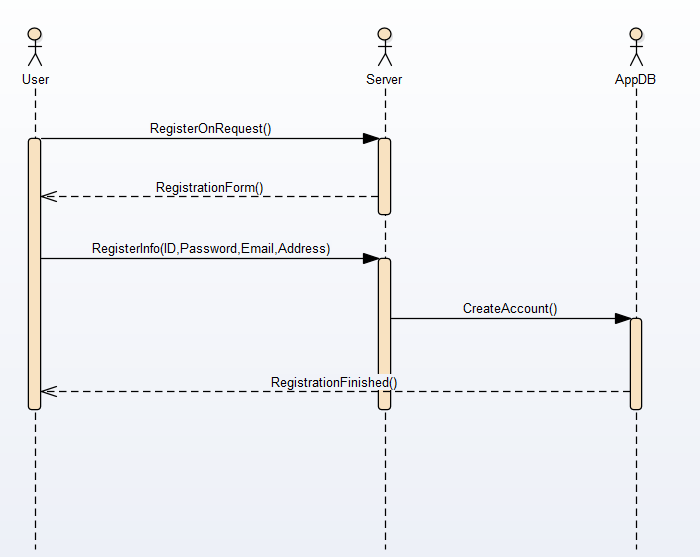 User
Server
AppDB
RegisterOnRequest()
RegistrationForm()
RegisterInfo(ID,Password,Email,Address)
CreateAccount()
RegistrationFinished()